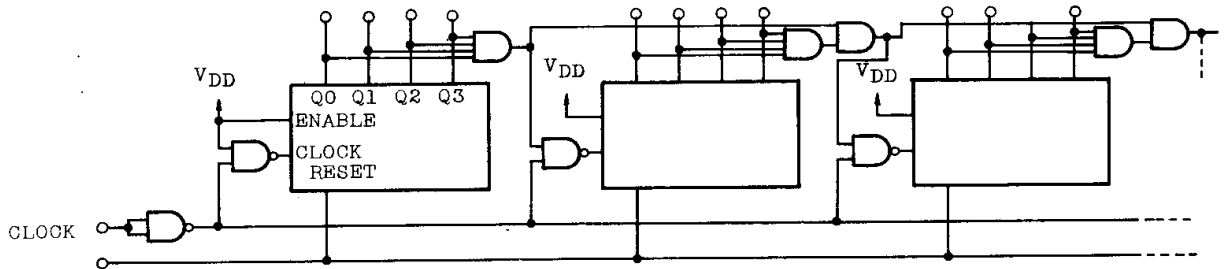 VDD VDD VDD
Q0 Q1 Q2 Q3
ENABLE
CLOCK
RESET
CLOCK